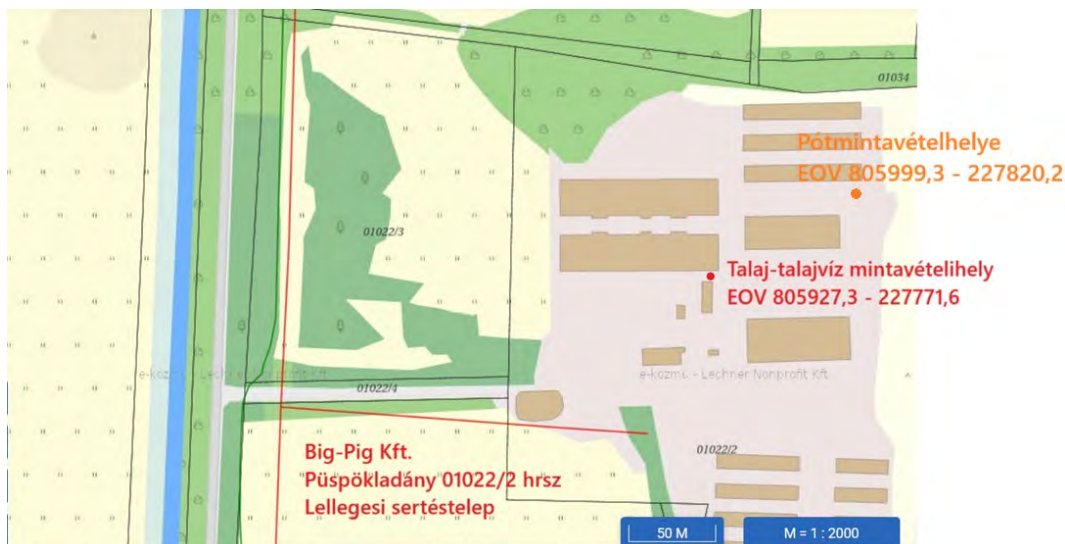 01034
Pótmintavételhelye
EOV 805999,3 - 227820,2
01022/3
Talaj-talajvíz mintavételihely
EOV 805927,3 - 227771,6
e-közmű - Lechner Nonprofit Kft.
e-közmű - Lechner Nonprofit Kft.
01022/4
Big-Pig Kft.
Püspökladány 01022/2 hrsz
Lellegesi sertéstelep
01022/2
50 M
M = 1 : 2000